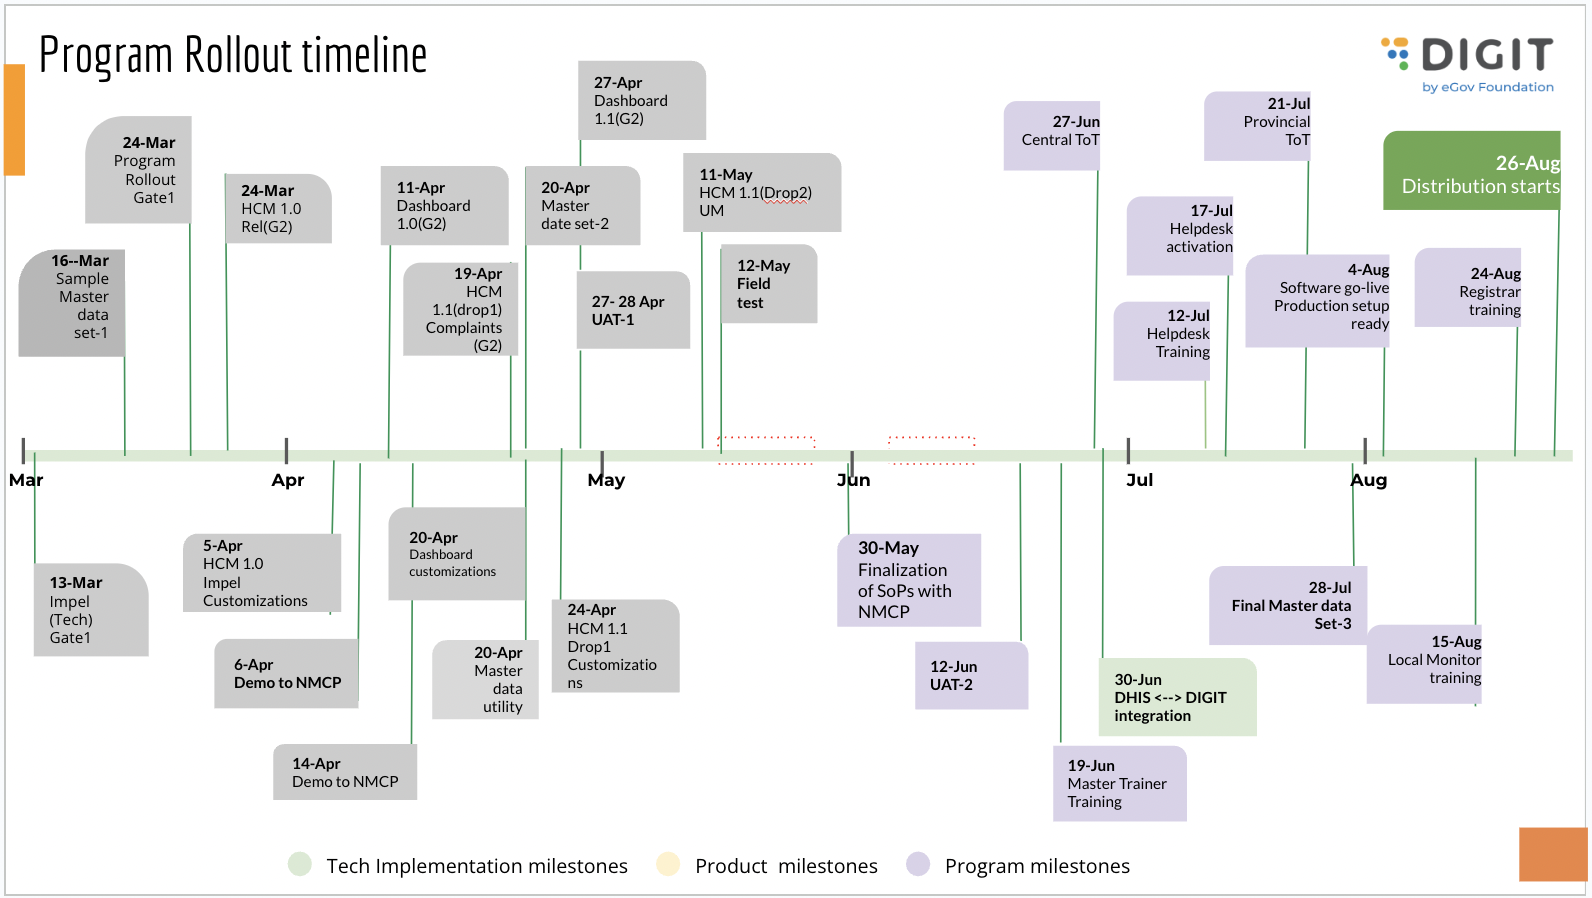 Program Rollout timeline
DIGIT
by eGov Foundation
27-Apr
Dashboard
1.1(G2)
24-Mar
Program
Rollout
Gate1
24-Mar
HCM 1.0
Rel(G2)
11-Apr
Dashboard
1.0(G2)
20-Apr
Master
date set-2
11-May
HCM 1.1(Drop2)
UM
27-Jun
Central ToT
21-Jul
Provincial
ToT
26-Aug
Distribution starts
16--Mar
Sample
Master
data
set-1
19-Apr
HCM
1.1(drop1)
Complaints
(G2)
27- 28 Apr
UAT-1
12-May
Field
test
17-Jul
Helpdesk
activation
12-Jul
Helpdesk
Training
4-Aug
Software go-live
Production setup
ready
24-Aug
Registrar
training
Mar
Apr
May
Jun
Jul
Aug
13-Mar
Impel
(Tech)
Gate1
5-Apr
HCM 1.0
Impel
Customizations
6-Apr
Demo to NMCP
14-Apr
Demo to NMCP
20-Apr
Dashboard
customizations
20-Apr
Master
data
utility
24-Apr
HCM 1.1
Drop1
Customizatio
ns
30-May
Finalization
of SoPs with
NMCP
12-Jun
UAT-2
19-Jun
Master Trainer
Training
30-Jun
DHIS <--> DIGIT
integration
28-Jul
Final Master data
Set-3
15-Aug
Local Monitor
training
Tech Implementation milestones
Product  milestones
Program milestones